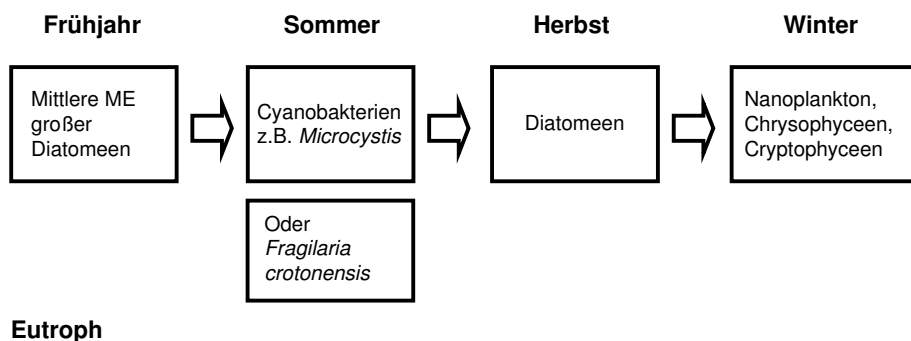 Frühjahr
Sommer
Herbst
Winter
Mittlere ME
großer
Diatomeen
Cyanobakterien
z.B. Microcystis
Diatomeen
Nanoplankton,
Chrysophyceen,
Cryptophyceen
Oder
Fragilaria
crotonensis
Eutroph